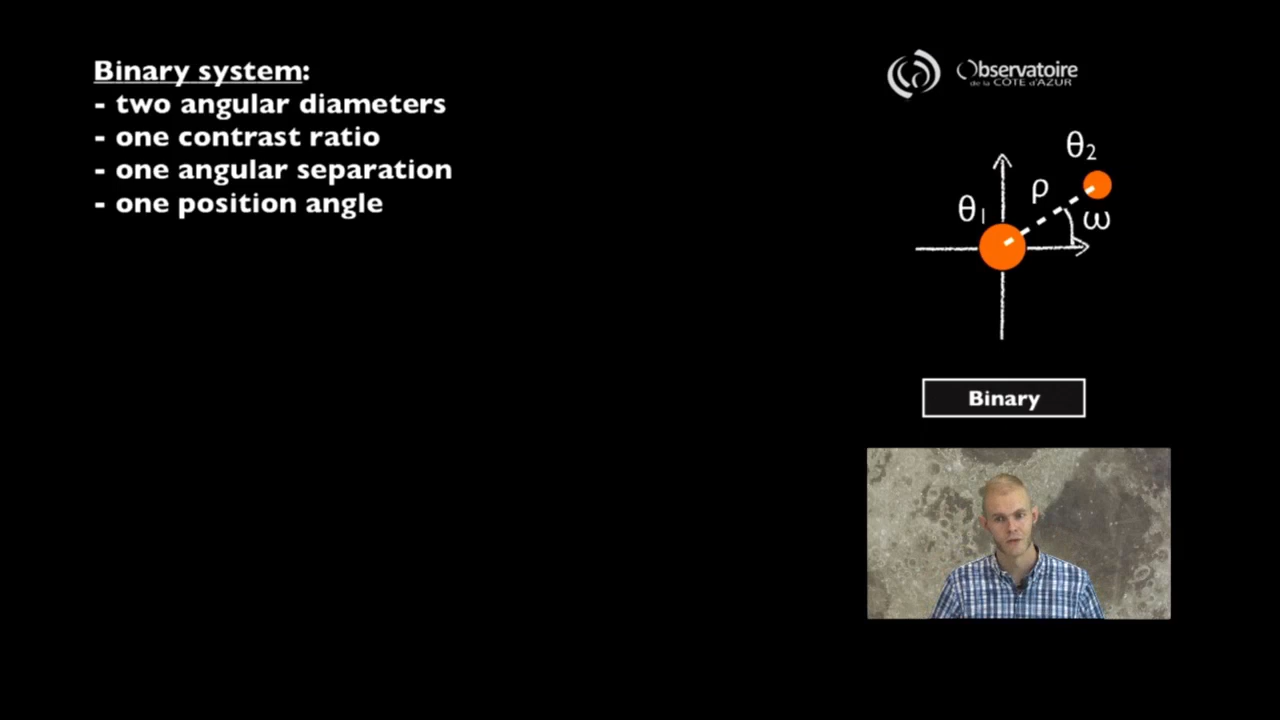 Binary system:
- two angular diameters
- one contrast ratio
- one angular separation
- one position angle
Observatoire
de la CÔTE d'AZUR
θ2
ρ
θ1
ω
Binary